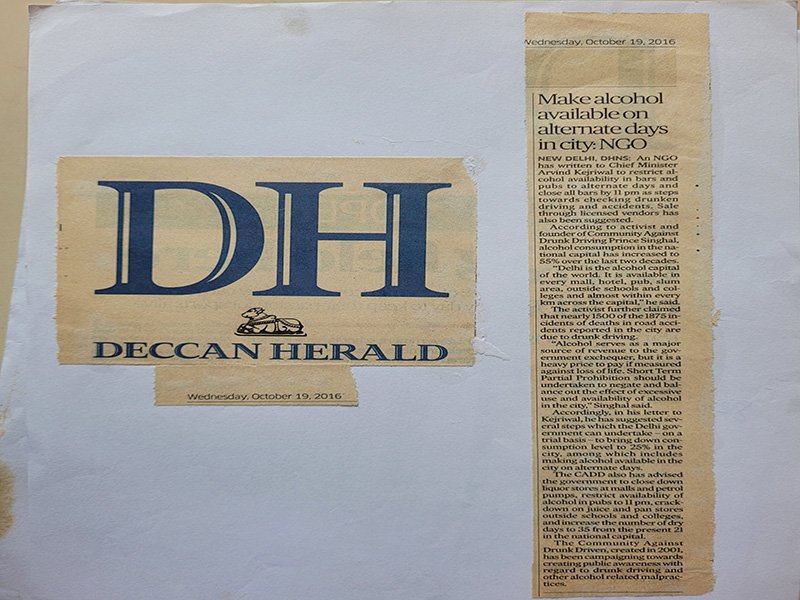 DH
DECCAN HERALD
Wednesday, October 19, 2016
Wednesday, October 19, 2016
Make alcohol
available on
alternate days
in city: NGO
NEW DELHI, DHNS: An NGO
has written to Chief Minister
Arvind Kejriwal to restrict al-
cohol availability in bars and
pubs to alternate days and
close all bars by 11 pm as steps
towards checking drunken
driving and accidents. Sale
through licensed vendors has
also been suggested.
According to activist and
founder of Community Against
Drunk Driving Prince Singhal,
alcohol consumption in the na-
tional capital has increased to
55% over the last two decades.
"Delhi is the alcohol capital
of the world. It is available in
every mall, hotel, pub, slum
area, outside schools and col-
leges and almost within every
km across the capital," he said.
The activist further claimed
that nearly 1500 of the 1875 in-
cidents of deaths in road acci-
dents reported in the city are
due to drunk driving.
"Alcohol serves as a major
source of revenue to the gov-
ernment exchequer, but it is a
heavy price to pay if measured
against loss of life. Short Term
Partial Prohibition should be
undertaken to negate and bal-
ance out the effect of excessive
use and availability of alcohol
in the city," Singhal said.
Accordingly, in his letter to
Kejriwal, he has suggested sev-
eral steps which the Delhi gov-
ernment can undertake – on a
trial basis – to bring down con-
sumption level to 25% in the
city, among which includes
making alcohol available in the
city on alternate days.
The CADD also has advised
the government to close down
liquor stores at malls and petrol
pumps, restrict availability of
alcohol in pubs to 11 pm, crack-
down on juice and pan stores
outside schools and colleges,
and increase the number of dry
days to 35 from the present 21
in the national capital.
The Community Against
Drunk Driven, created in 2001,
has been campaigning towards
creating public awareness with
regard to drunk driving and
other alcohol related malprac-
tices.